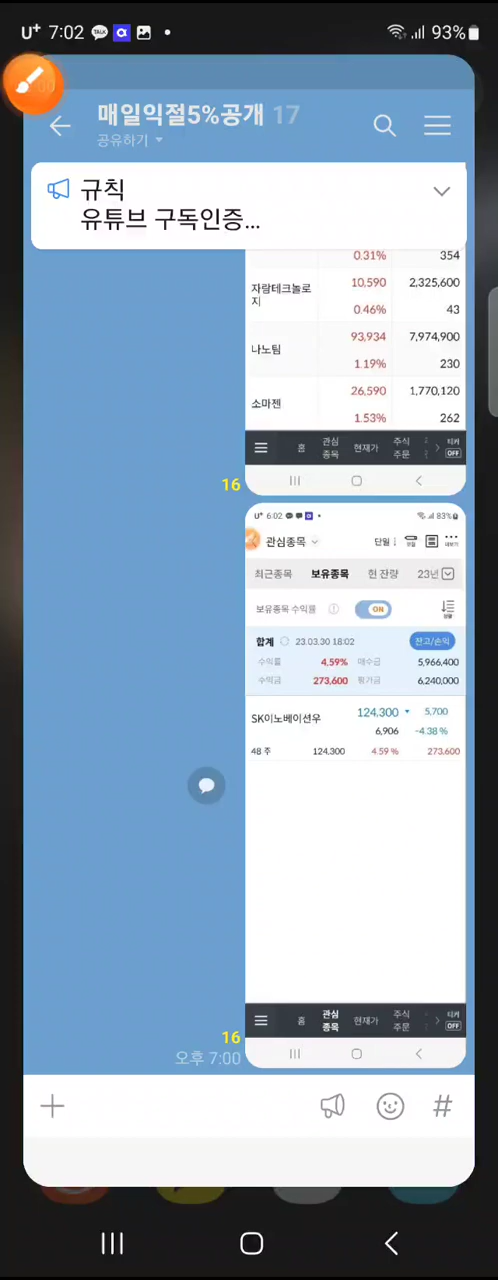 U⁺ 7:02 TALK α 93%
매일익절5%공개 17
공유하기
규칙
유튜브 구독인증...
0.31% 354
자람테크놀로지 10,590 2,325,600
0.46% 43
나노팀 93,934 7,974,900
1.19% 230
소마젠 26,590 1,770,120
1.53% 262
홈 관심종목 현재가 주식주문 티커 OFF
16
U⁺ 6:02 83%
관심종목 단일
최근종목 보유종목 현 잔량 23년
보유종목 수익률 ON
합계 23.03.30 18:02 잔고/손익
수익률 4.59% 매수금 5,966,400
수익금 273,600 평가금 6,240,000
SK이노베이션우 124,300 5,700
6,906 -4.38 %
48 주 124,300 4.59 % 273,600
홈 관심종목 현재가 주식주문 티커 OFF
16
오후 7:00
#